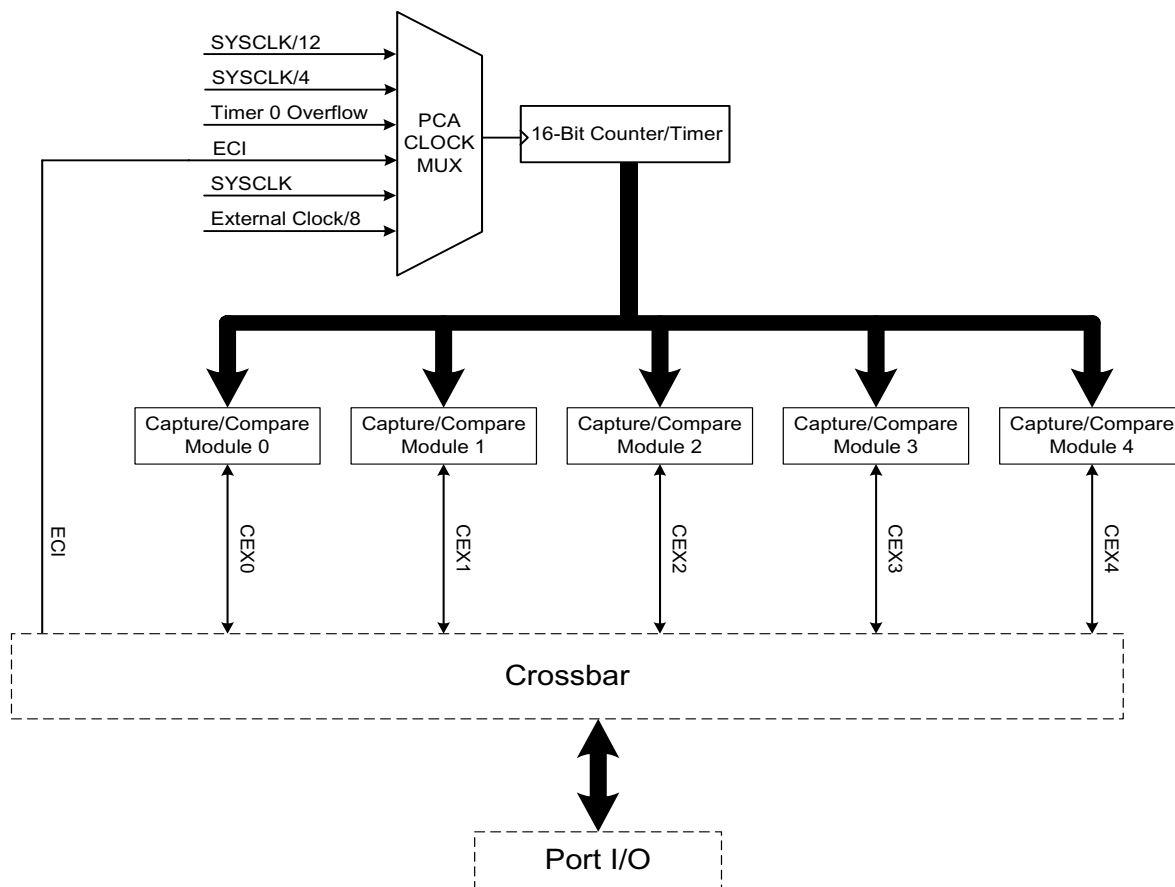 SYSCLK/12
SYSCLK/4
Timer 0 Overflow
ECI
SYSCLK
External Clock/8
PCA
CLOCK
MUX
16-Bit Counter/Timer
Capture/Compare
Module 0
Capture/Compare
Module 1
Capture/Compare
Module 2
Capture/Compare
Module 3
Capture/Compare
Module 4
ECI
CEX0
CEX1
CEX2
CEX3
CEX4
Crossbar
Port I/O